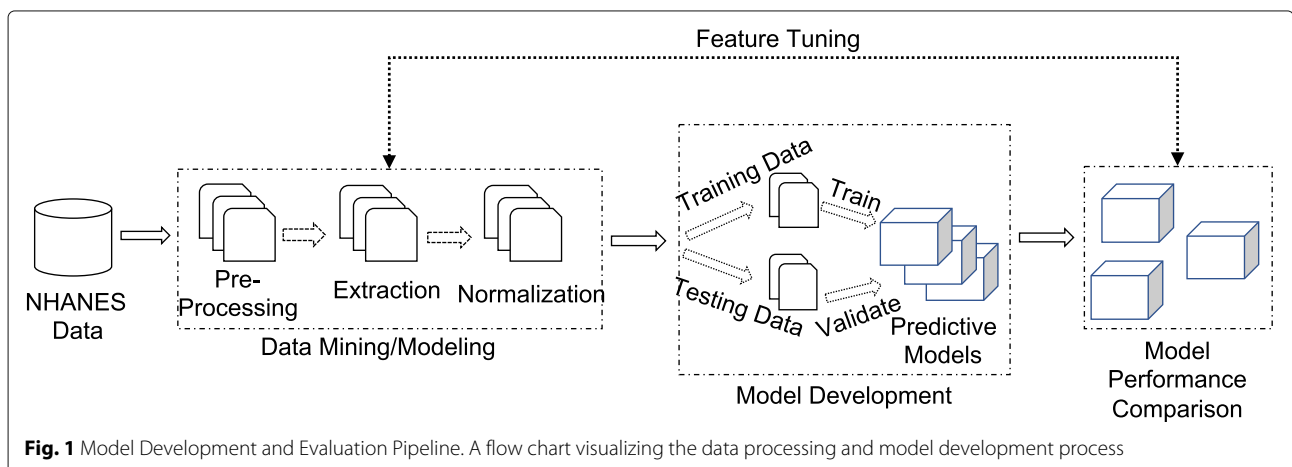 Feature Tuning
NHANES
Data
Pre-
Processing
Extraction
Normalization
Data Mining/Modeling
Training Data
Train
Testing Data
Validate
Predictive
Models
Model Development
Model
Performance
Comparison
Fig. 1 Model Development and Evaluation Pipeline. A flow chart visualizing the data processing and model development process